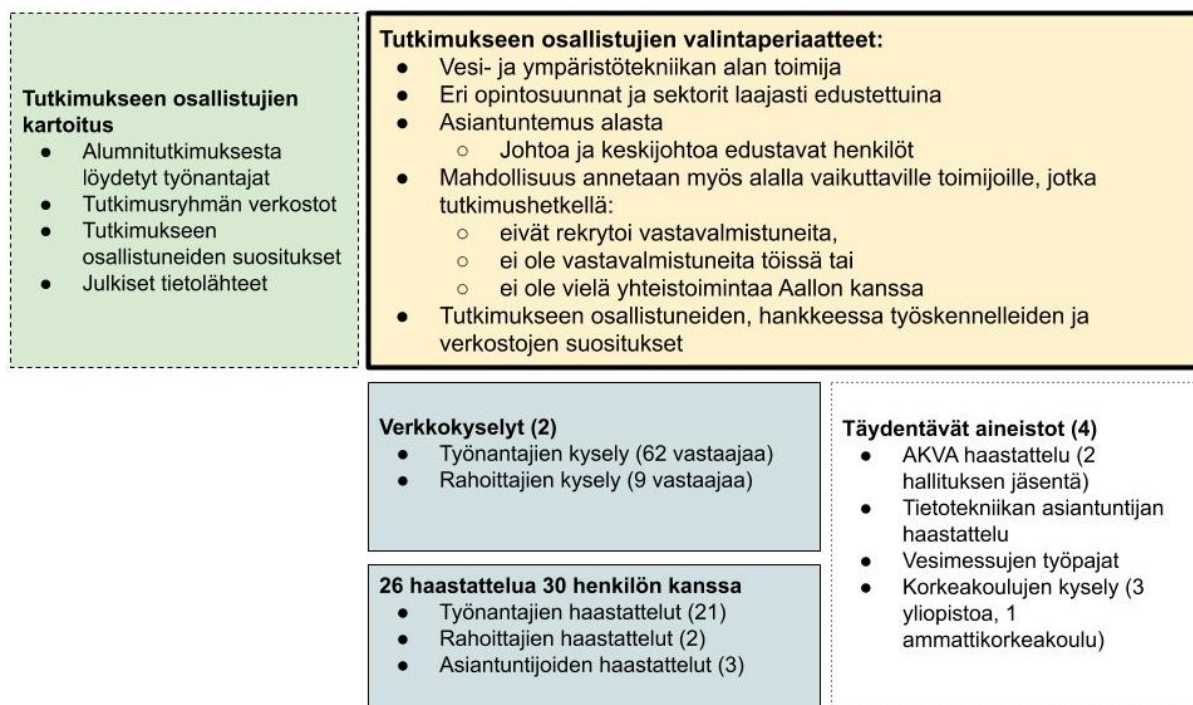 Tutkimukseen osallistujien
kartoitus
● Alumnitutkimuksesta
löydetyt työnantajat
● Tutkimusryhmän verkostot
● Tutkimukseen
osallistuneiden suositukset
● Julkiset tietolähteet
Tutkimukseen osallistujien valintaperiaatteet:
● Vesi- ja ympäristötekniikan alan toimija
● Eri opintosuunnat ja sektorit laajasti edustettuina
● Asiantuntemus alasta
○ Johtoa ja keskijohtoa edustavat henkilöt
● Mahdollisuus annetaan myös alalla vaikuttaville toimijoille, jotka
tutkimushetkellä:
○ eivät rekrytoi vastavalmistuneita,
○ ei ole vastavalmistuneita töissä tai
○ ei ole vielä yhteistoimintaa Aallon kanssa
● Tutkimukseen osallistuneiden, hankkeessa työskennelleiden ja
verkostojen suositukset
Verkkokyselyt (2)
● Työnantajien kysely (62 vastaajaa)
● Rahoittajien kysely (9 vastaajaa)
26 haastattelua 30 henkilön kanssa
● Työnantajien haastattelut (21)
● Rahoittajien haastattelut (2)
● Asiantuntijoiden haastattelut (3)
Täydentävät aineistot (4)
● AKVA haastattelu (2
hallituksen jäsentä)
● Tietotekniikan asiantuntijan
haastattelu
● Vesimessujen työpajat
● Korkeakoulujen kysely (3
yliopistoa, 1
ammattikorkeakoulu)